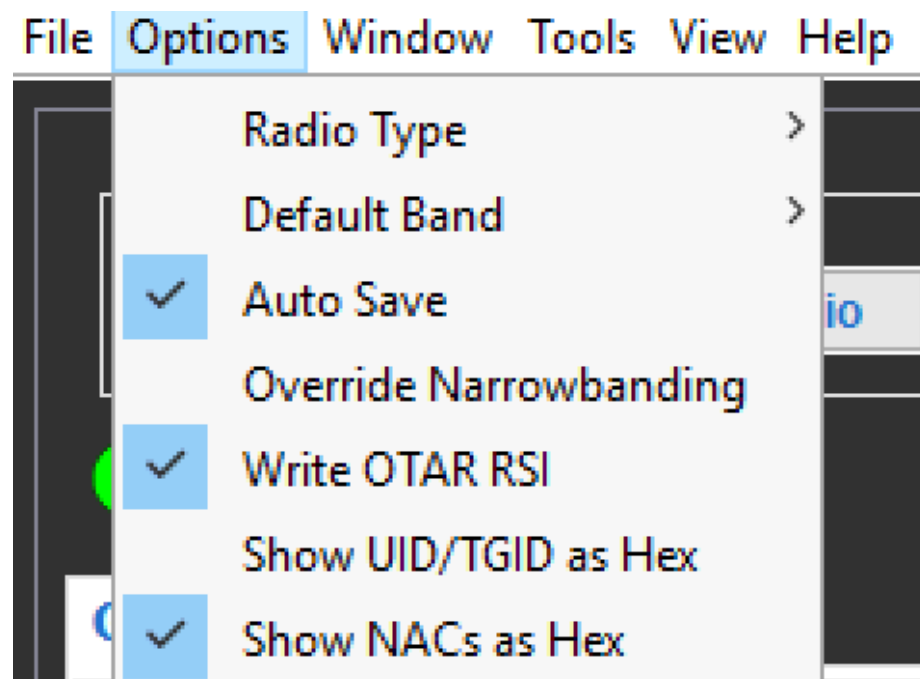 File Options Window Tools View Help
Radio Type
Default Band
Auto Save
io
Override Narrowbanding
Write OTAR RSI
Show UID/TGID as Hex
Show NACs as Hex